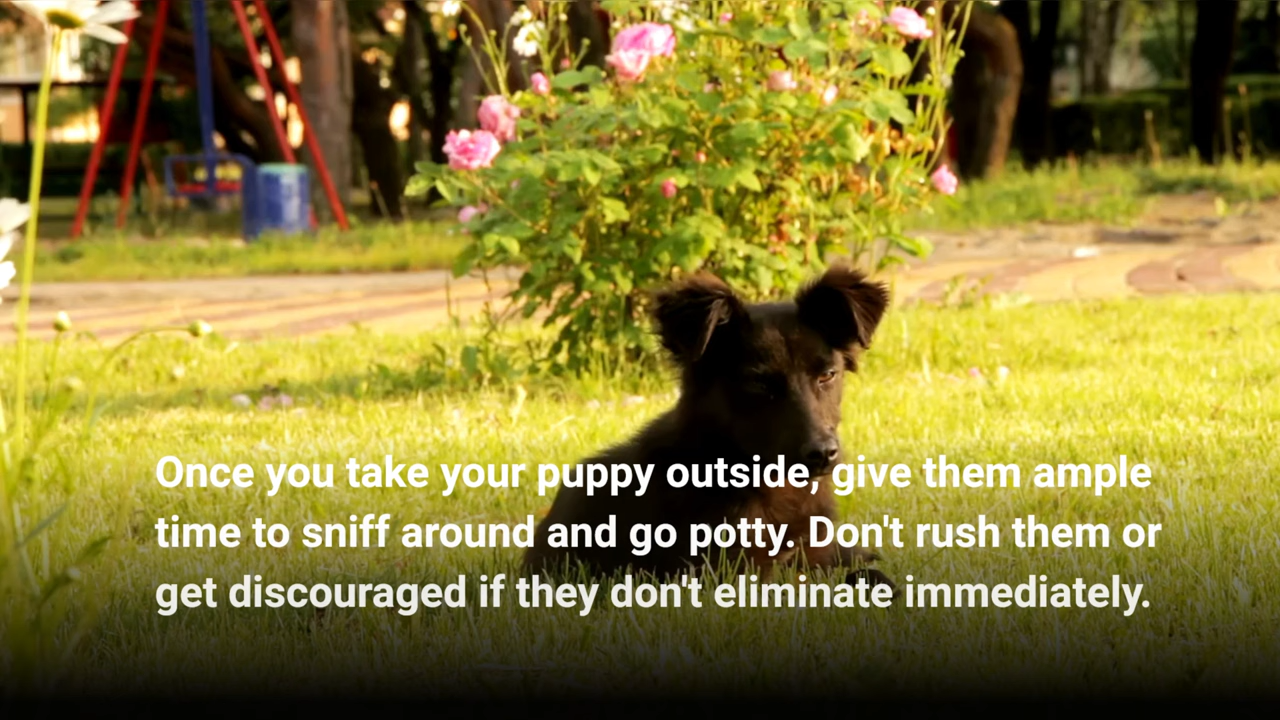 Once you take your puppy outside, give them ample
time to sniff around and go potty. Don't rush them or
get discouraged if they don't eliminate immediately.